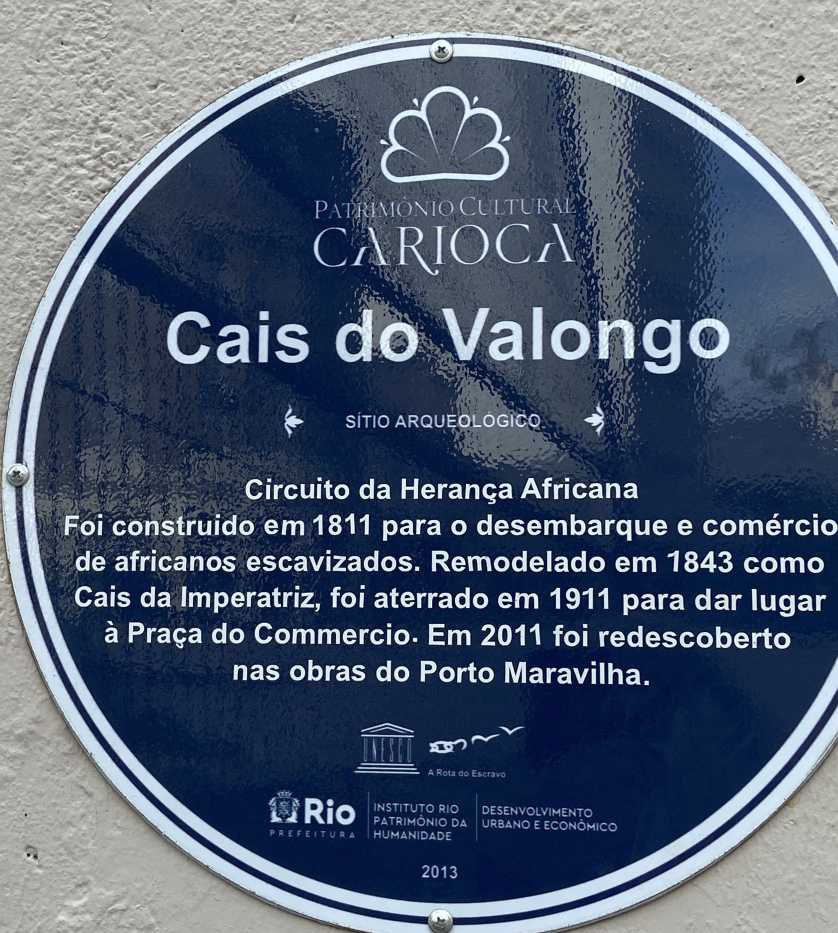 PATRIMÔNIO CULTURAL
CARIOCA
Cais do Valongo
SÍTIO ARQUEOLÓGICO
Circuito da Herança Africana
Foi construido em 1811 para o desembarque e comércio
de africanos escavizados. Remodelado em 1843 como
Cais da Imperatriz, foi aterrado em 1911 para dar lugar
à Praça do Commercio. Em 2011 foi redescoberto
nas obras do Porto Maravilha.
UNESCO
A Rota do Escravo
Rio
PREFEITURA
INSTITUTO RIO
PATRIMÔNIO DA
HUMANIDADE
DESENVOLVIMENTO
URBANO E ECONÔMICO
2013